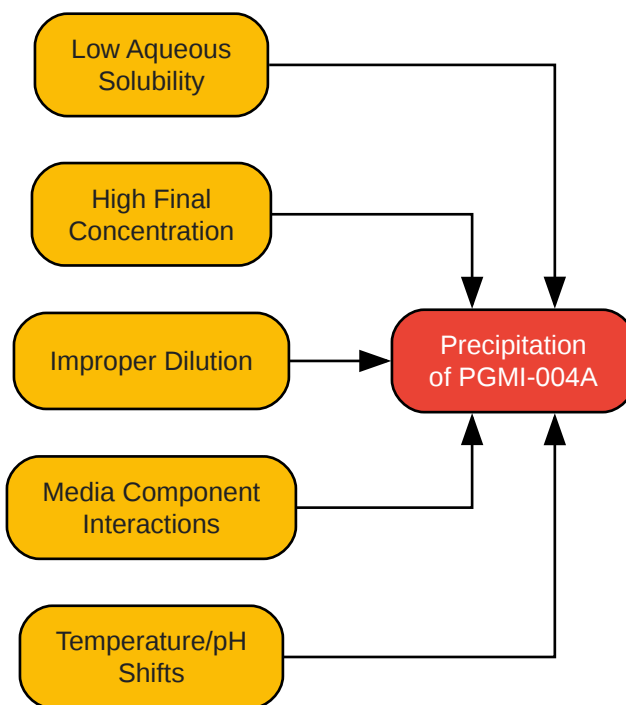 Low Aqueous
Solubility
High Final
Concentration
Improper Dilution
Precipitation
of PGMI-004A
Media Component
Interactions
Temperature/pH
Shifts